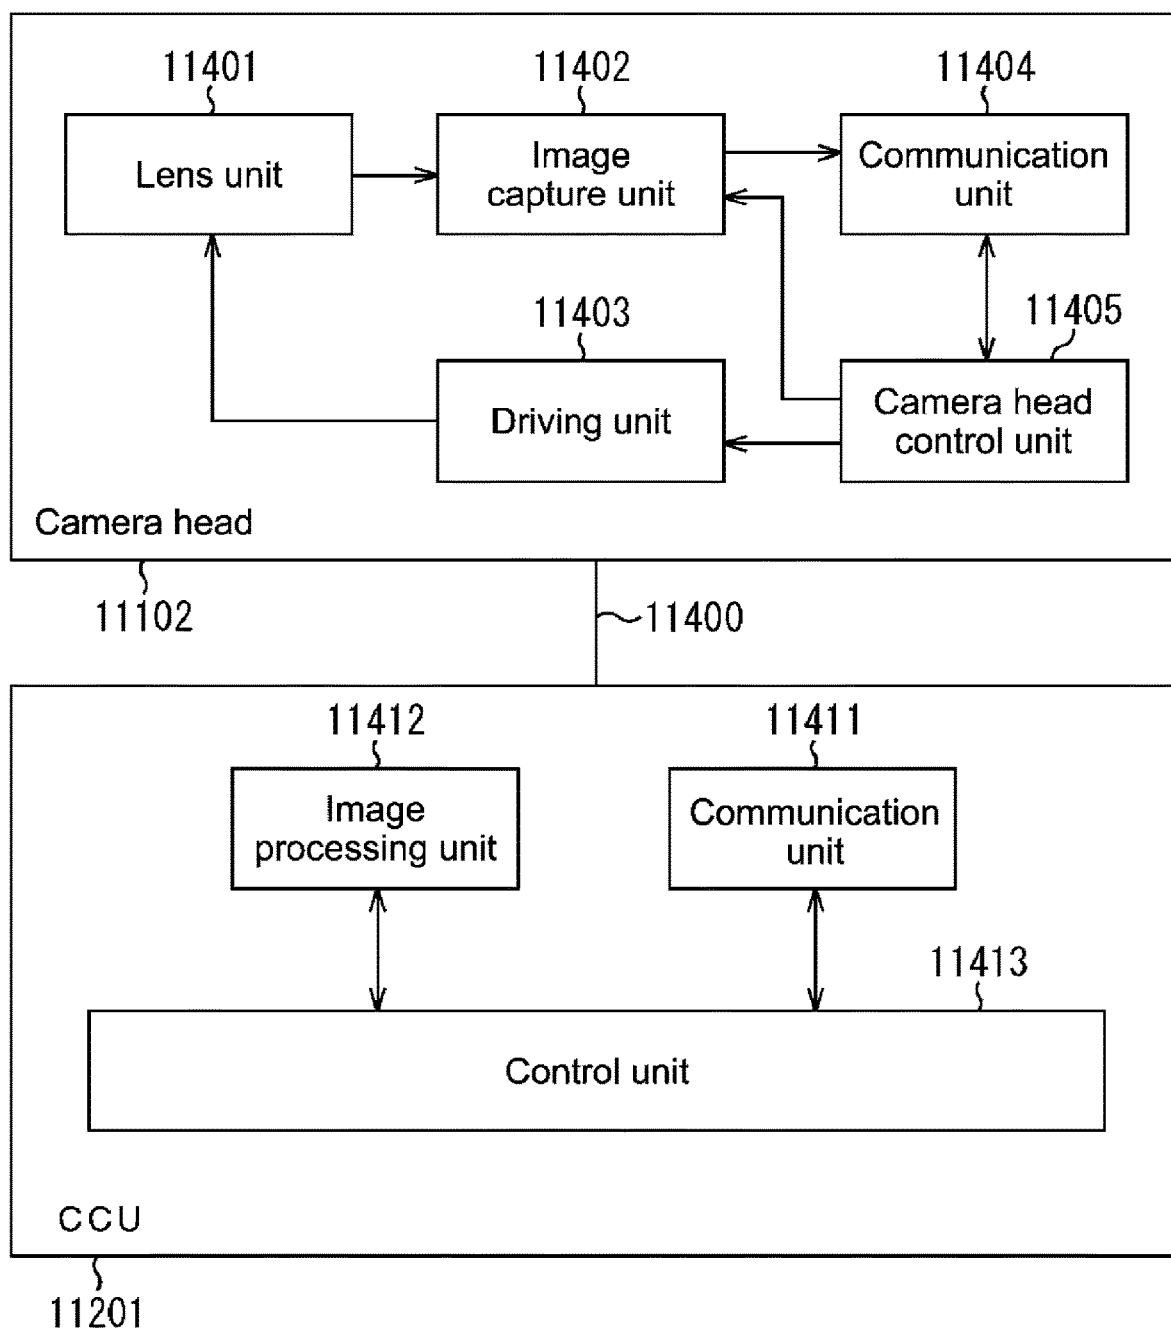 11401
11402
11404
Lens unit
Image
capture unit
Communication
unit
11403
11405
Driving unit
Camera head
control unit
Camera head
11102
11400
11412
11411
Image
processing unit
Communication
unit
11413
Control unit
CCU
11201